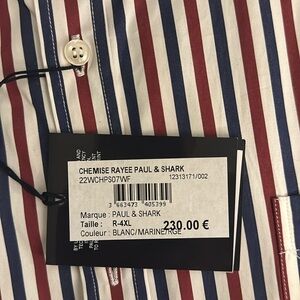 CHEMISE RAYEE PAUL & SHARK
22WCHPS07WF 12313171/002
3 663473 405399
Marque : PAUL & SHARK
Taille : R-4XL 230.00 €
Couleur : BLANC/MARINE/RGE